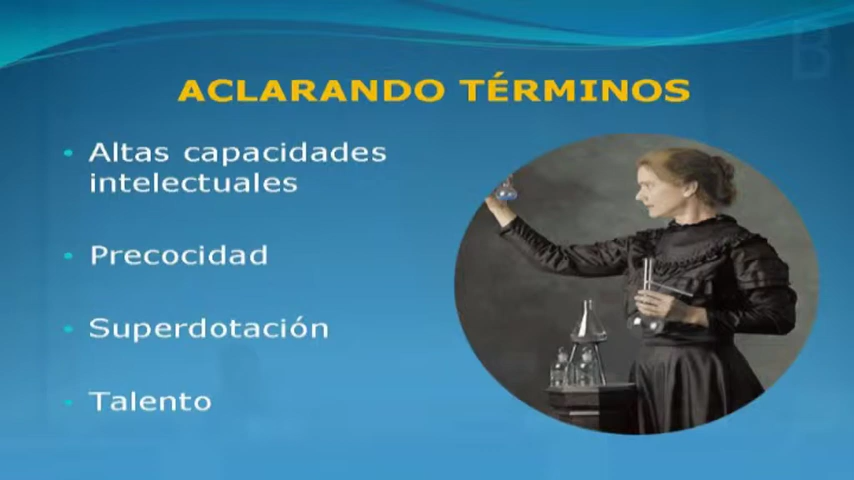 ACLARANDO TÉRMINOS
Altas capacidades
intelectuales
Precocidad
Superdotación
Talento
B